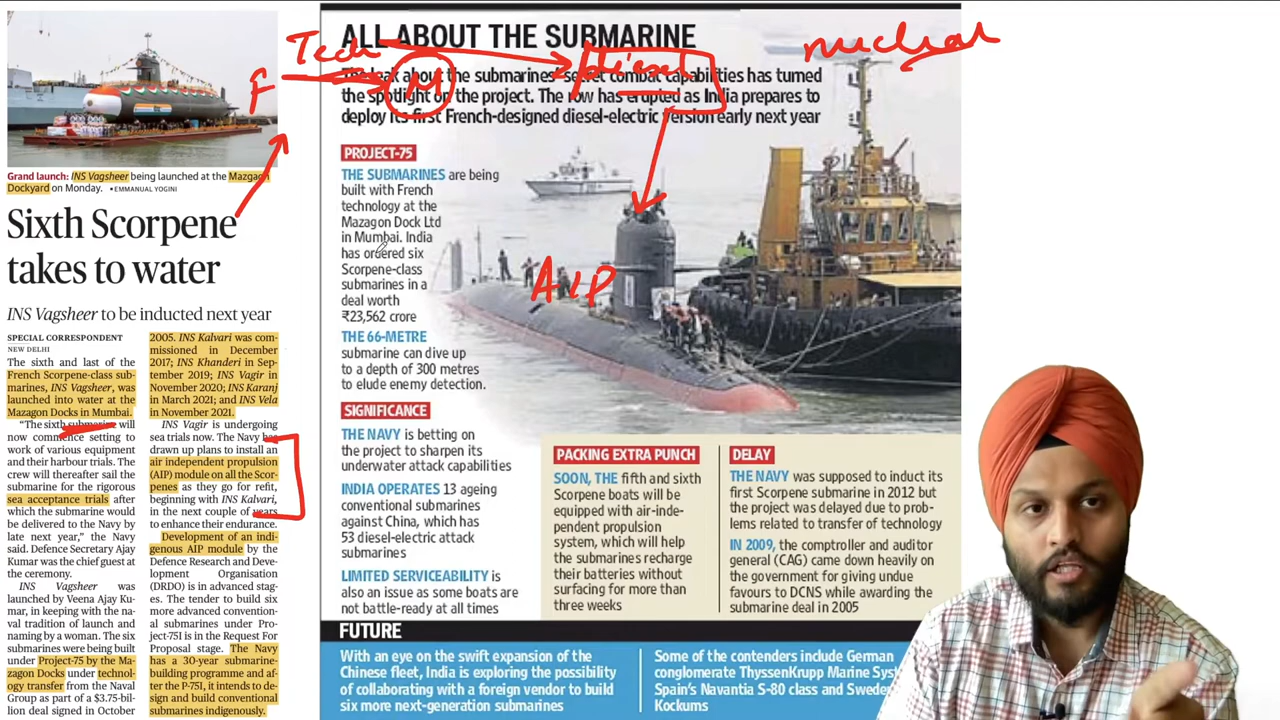 Grand launch: INS Vagsheer being launched at the Mazgaon
Dockyard on Monday. • EMMANUAL YOGINI
Sixth Scorpene
takes to water
INS Vagsheer to be inducted next year
SPECIAL CORRESPONDENT
NEW DELHI
The sixth and last of the
French Scorpene-class sub-
marines, INS Vagsheer, was
launched into water at the
Mazagon Docks in Mumbai.
“The sixth submarine will
now commence setting to
work of various equipment
and their harbour trials. The
crew will thereafter sail the
submarine for the rigorous
sea acceptance trials after
which the submarine would
be delivered to the Navy by
late next year,” the Navy
said. Defence Secretary Ajay
Kumar was the chief guest at
the ceremony.
INS Vagsheer was
launched by Veena Ajay Ku-
mar, in keeping with the na-
val tradition of launch and
naming by a woman. The six
submarines were being built
under Project-75 by the Ma-
zagon Docks under technol-
ogy transfer from the Naval
Group as part of a $3.75-bil-
lion deal signed in October
2005. INS Kalvari was com-
missioned in December
2017; INS Khanderi in Sep-
tember 2019; INS Vagir in
November 2020; INS Karanj
in March 2021; and INS Vela
in November 2021.
INS Vagir is undergoing
sea trials now. The Navy has
drawn up plans to install an
air independent propulsion
(AIP) module on all the Scor-
penes as they go for refit,
beginning with INS Kalvari,
in the next couple of years
to enhance their endurance.
Development of an indi-
genous AIP module by the
Defence Research and Deve-
lopment Organisation
(DRDO) is in advanced stag-
es. The tender to build six
more advanced convention-
al submarines under Pro-
ject-75I is in the Request For
Proposal stage. The Navy
has a 30-year submarine-
building programme and af-
ter the P-75I, it intends to de-
sign and build conventional
submarines indigenously.
ALL ABOUT THE SUBMARINE
The leak about the submarines' secret combat capabilities has turned
the spotlight on the project. The row has erupted as India prepares to
deploy its first French-designed diesel-electric version early next year
F
Tech
M
diesel
nuclear
AIP
PROJECT-75
THE SUBMARINES are being
built with French
technology at the
Mazagon Dock Ltd
in Mumbai. India
has ordered six
Scorpene-class
submarines in a
deal worth
₹23,562 crore
THE 66-METRE
submarine can dive up
to a depth of 300 metres
to elude enemy detection.
SIGNIFICANCE
THE NAVY is betting on
the project to sharpen its
underwater attack capabilities
INDIA OPERATES 13 ageing
conventional submarines
against China, which has
53 diesel-electric attack
submarines
LIMITED SERVICEABILITY is
also an issue as some boats are
not battle-ready at all times
PACKING EXTRA PUNCH
SOON, THE fifth and sixth
Scorpene boats will be
equipped with air-inde-
pendent propulsion
system, which will help
the submarines recharge
their batteries without
surfacing for more than
three weeks
DELAY
THE NAVY was supposed to induct its
first Scorpene submarine in 2012 but
the project was delayed due to prob-
lems related to transfer of technology
IN 2009, the comptroller and auditor
general (CAG) came down heavily on
the government for giving undue
favours to DCNS while awarding the
submarine deal in 2005
FUTURE
With an eye on the swift expansion of the
Chinese fleet, India is exploring the possibility
of collaborating with a foreign vendor to build
six more next-generation submarines
Some of the contenders include German
conglomerate ThyssenKrupp Marine
Spain's Navantia S-80 class and
Kockums